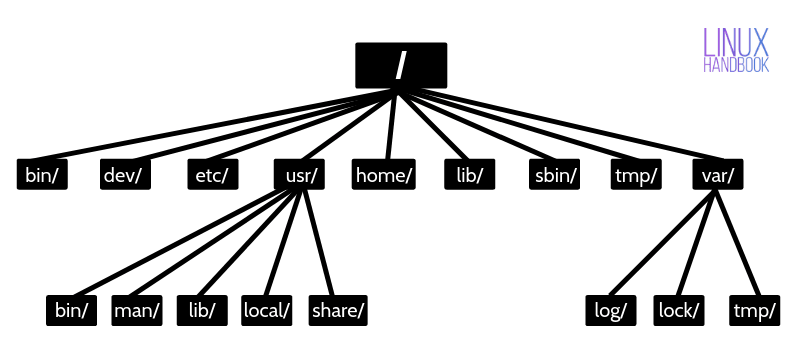 LINUX
HANDBOOK
/
bin/ dev/ etc/ usr/ home/ lib/ sbin/ tmp/ var/
bin/ man/ lib/ local/ share/ log/ lock/ tmp/